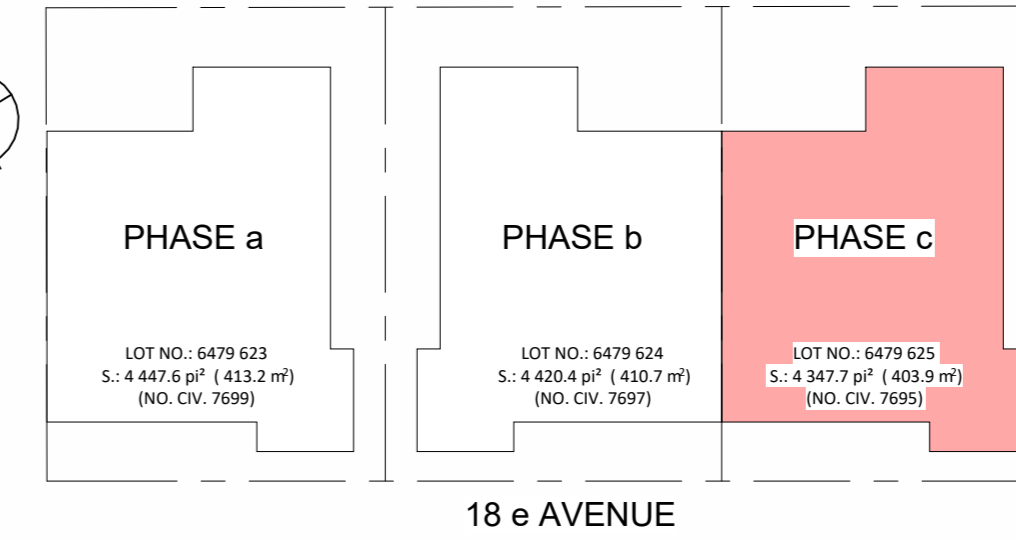 PHASE a
LOT NO.: 6479 623
S.: 4 447.6 pi² ( 413.2 m²)
(NO. CIV. 7699)
PHASE b
LOT NO.: 6479 624
S.: 4 420.4 pi² ( 410.7 m²)
(NO. CIV. 7697)
PHASE c
LOT NO.: 6479 625
S.: 4 347.7 pi² ( 403.9 m²)
(NO. CIV. 7695)
18 e AVENUE